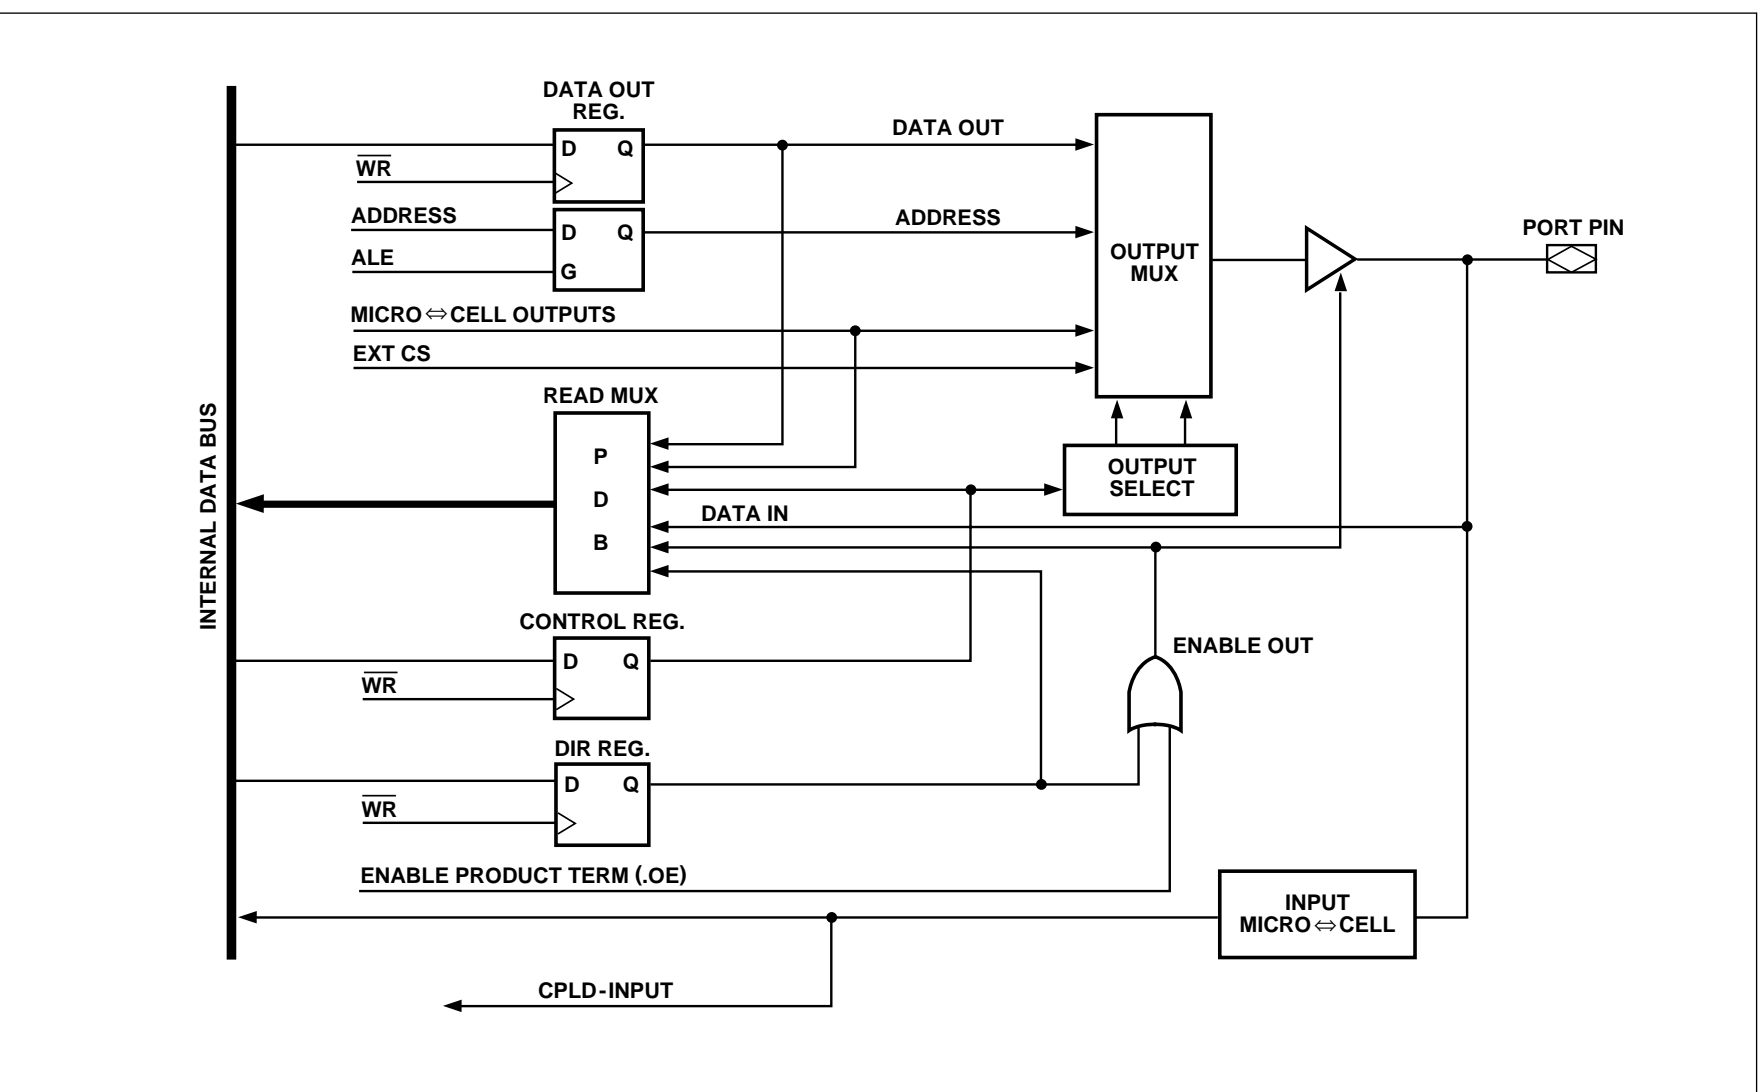 DATA OUT
REG.
D Q
WR
DATA OUT
ADDRESS
D Q
ADDRESS
ALE
G
OUTPUT
MUX
PORT PIN
MICRO⇔CELL OUTPUTS
EXT CS
READ MUX
P
D
B
OUTPUT
SELECT
DATA IN
INTERNAL DATA BUS
CONTROL REG.
D Q
WR
ENABLE OUT
DIR REG.
D Q
WR
ENABLE PRODUCT TERM (.OE)
INPUT
MICRO⇔CELL
CPLD-INPUT